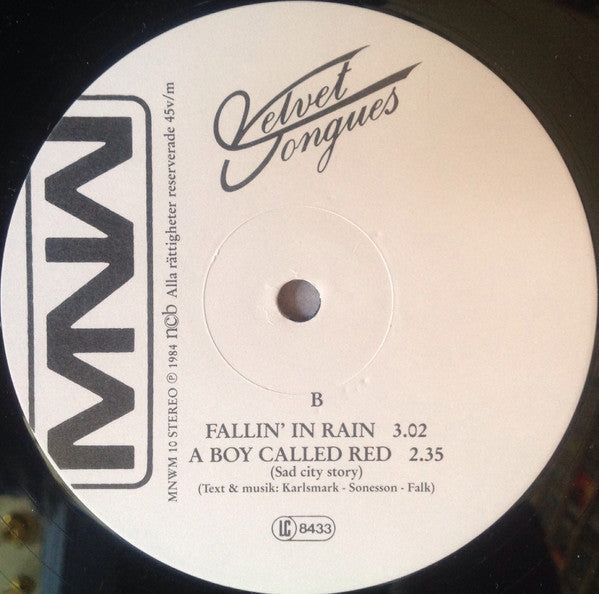 Velvet
Tongues
MNW
MNWM 10 STEREO ℗ 1984 ncb Alla rättigheter reserverade 45v/m
B
FALLIN' IN RAIN 3.02
A BOY CALLED RED 2.35
(Sad city story)
(Text & musik: Karlsmark - Sonesson - Falk)
LC 8433